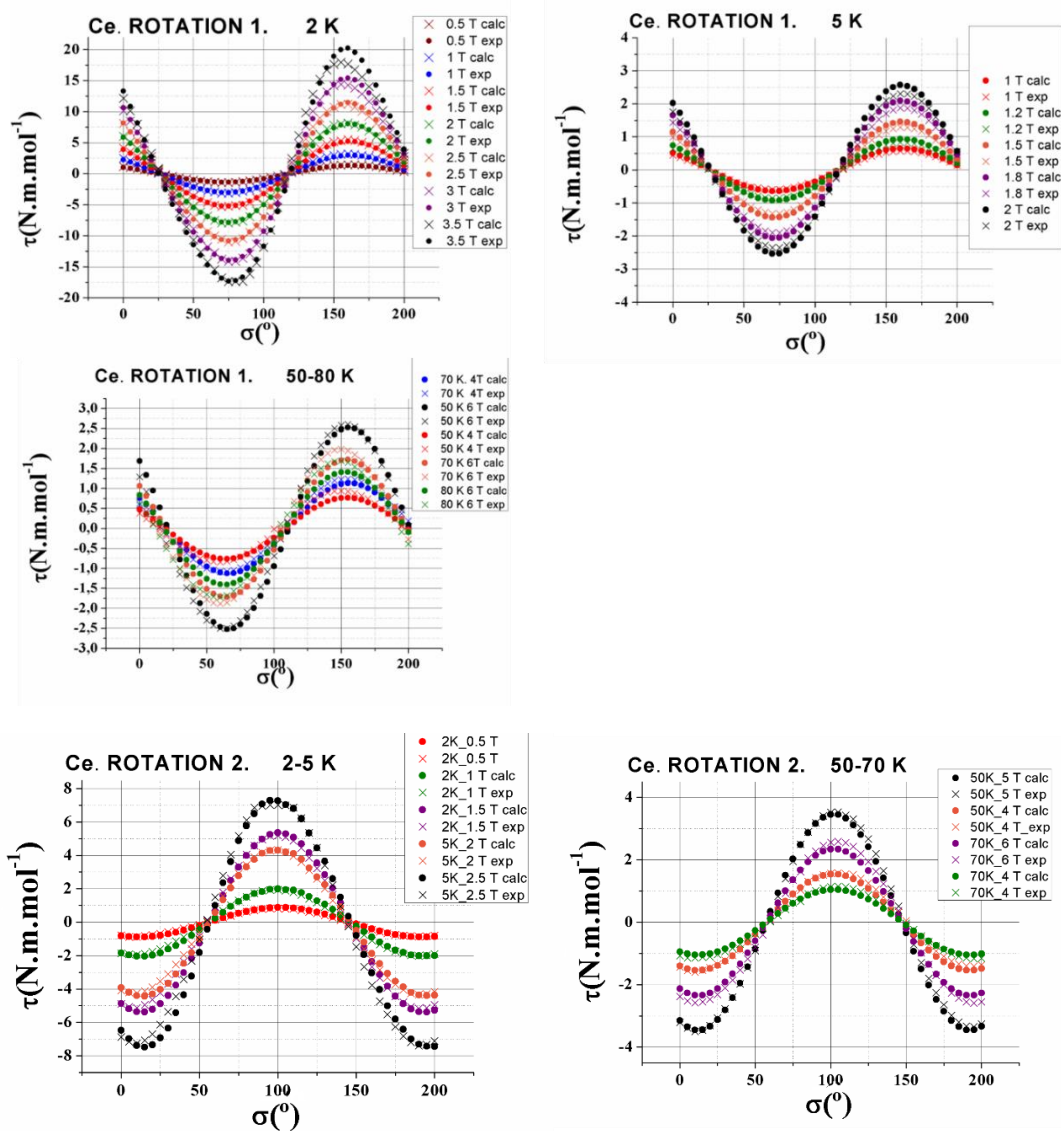 Ce. ROTATION 1. 2 K
τ(N.m.mol⁻¹)
20
15
10
5
0
-5
-10
-15
-20
0 50 100 150 200
σ(º)
0.5 T calc
0.5 T exp
1 T calc
1 T exp
1.5 T calc
1.5 T exp
2 T calc
2 T exp
2.5 T calc
2.5 T exp
3 T calc
3 T exp
3.5 T calc
3.5 T exp
Ce. ROTATION 1. 5 K
τ(N.m.mol⁻¹)
4
3
2
1
0
-1
-2
-3
-4
0 50 100 150 200
σ(º)
1 T calc
1 T exp
1.2 T calc
1.2 T exp
1.5 T calc
1.5 T exp
1.8 T calc
1.8 T exp
2 T calc
2 T exp
Ce. ROTATION 1. 50-80 K
τ(N.m.mol⁻¹)
3,0
2,5
2,0
1,5
1,0
0,5
0,0
-0,5
-1,0
-1,5
-2,0
-2,5
-3,0
0 50 100 150 200
σ(º)
70 K. 4T calc
70 K 4T exp
50 K 6 T calc
50 K 6 T exp
50 K 4 T calc
50 K 4 T exp
70 K 6T calc
70 K 6 T exp
80 K 6 T calc
80 K 6 T exp
Ce. ROTATION 2. 2-5 K
τ(N.m.mol⁻¹)
8
6
4
2
0
-2
-4
-6
-8
0 50 100 150 200
σ(º)
2K_0.5 T
2K_0.5 T
2K_1 T calc
2K_1 T exp
2K_1.5 T calc
2K_1.5 T exp
5K_2 T calc
5K_2 T exp
5K_2.5 T calc
5K_2.5 T exp
Ce. ROTATION 2. 50-70 K
τ(N.m.mol⁻¹)
4
2
0
-2
-4
0 50 100 150 200
σ(º)
50K_5 T calc
50K_5 T exp
50K_4 T calc
50K_4 T_exp
70K_6 T calc
70K_6 T exp
70K_4 T calc
70K_4 T exp